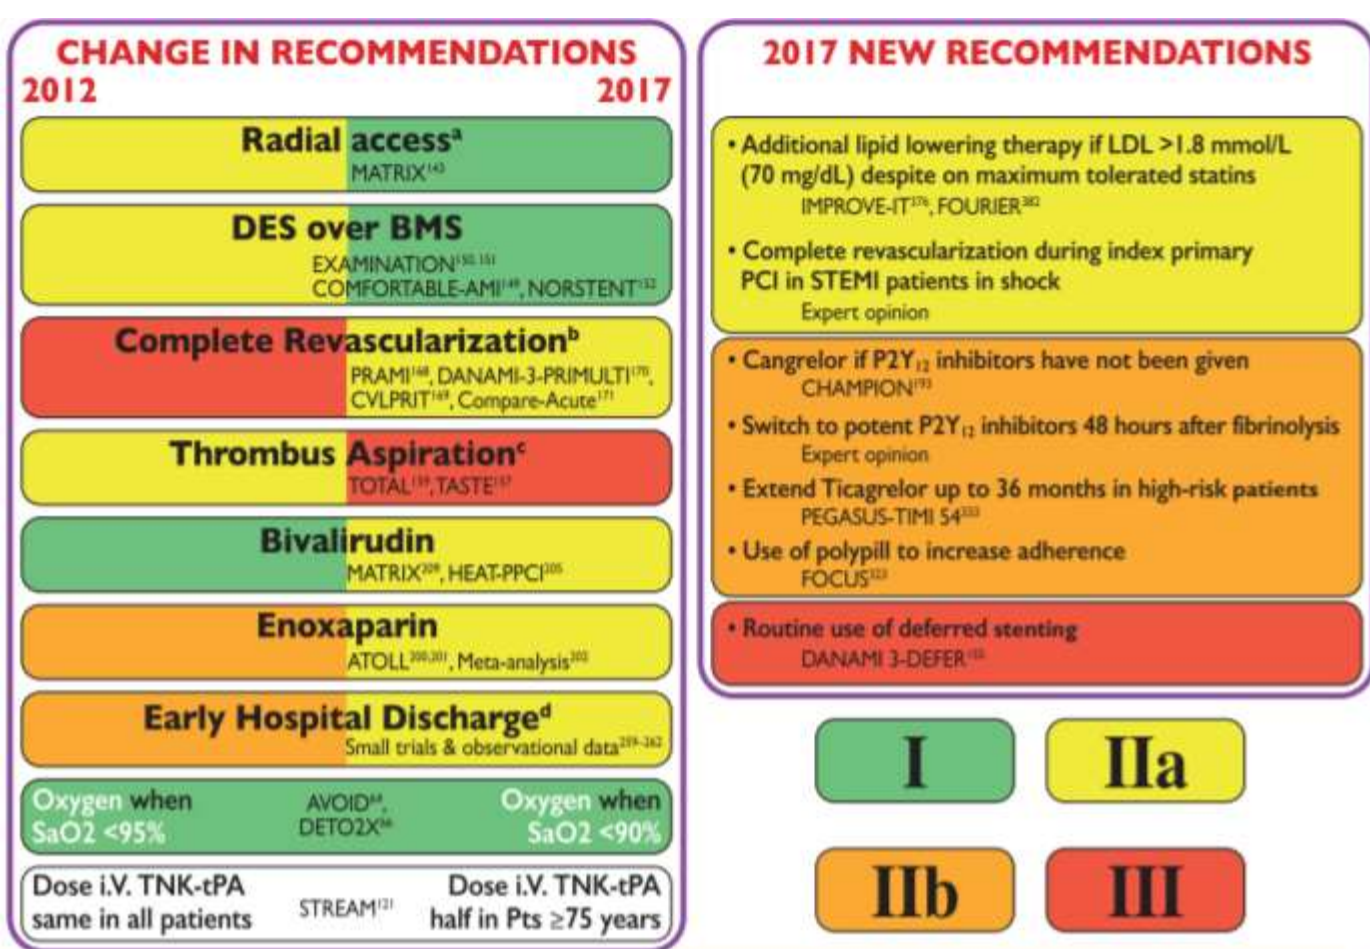 CHANGE IN RECOMMENDATIONS
2012 2017
Radial accessᵃ
MATRIX¹⁴³
DES over BMS
EXAMINATION¹⁵⁰,¹⁵¹
COMFORTABLE-AMI¹⁴⁹, NORSTENT¹⁵²
Complete Revascularizationᵇ
PRAMI¹⁶⁸, DANAMI-3-PRIMULTI¹⁷⁰,
CVLPRIT¹⁶⁹, Compare-Acute¹⁷¹
Thrombus Aspirationᶜ
TOTAL¹⁵⁹, TASTE¹⁵⁷
Bivalirudin
MATRIX²⁰⁹, HEAT-PPCI²⁰⁵
Enoxaparin
ATOLL²⁰⁰,²⁰¹, Meta-analysis²⁰²
Early Hospital Dischargeᵈ
Small trials & observational data²⁵⁹⁻²⁶²
Oxygen when
SaO2 <95%
AVOID⁶⁴,
DETO2X⁶⁶
Oxygen when
SaO2 <90%
Dose i.V. TNK-tPA
same in all patients
STREAM¹²¹
Dose i.V. TNK-tPA
half in Pts ≥75 years
2017 NEW RECOMMENDATIONS
• Additional lipid lowering therapy if LDL >1.8 mmol/L
(70 mg/dL) despite on maximum tolerated statins
IMPROVE-IT³⁷⁶, FOURIER³⁸²
• Complete revascularization during index primary
PCI in STEMI patients in shock
Expert opinion
• Cangrelor if P2Y₁₂ inhibitors have not been given
CHAMPION¹⁹³
• Switch to potent P2Y₁₂ inhibitors 48 hours after fibrinolysis
Expert opinion
• Extend Ticagrelor up to 36 months in high-risk patients
PEGASUS-TIMI 54³³³
• Use of polypill to increase adherence
FOCUS³²³
• Routine use of deferred stenting
DANAMI 3-DEFER¹⁵⁵
I
IIa
IIb
III